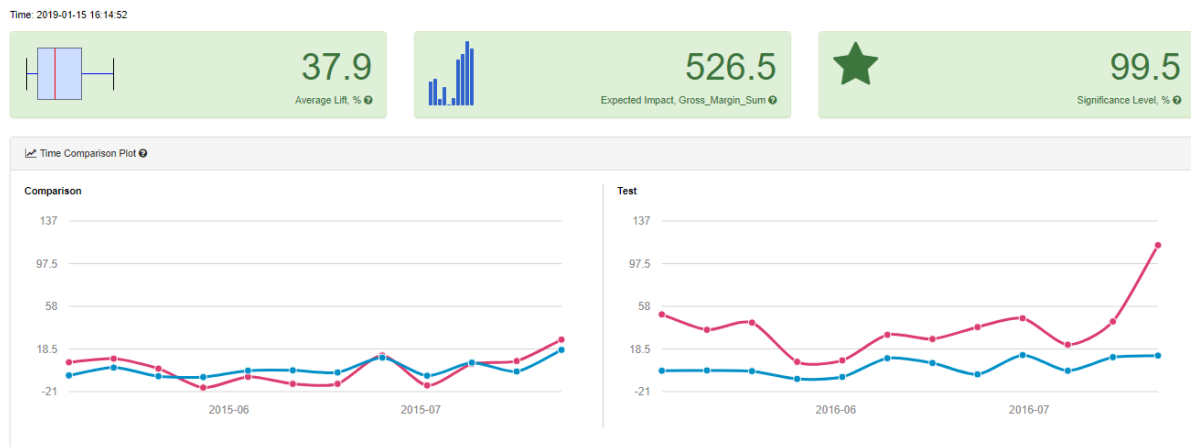 Time: 2019-01-15 16:14:52
37.9
Average Lift, %
526.5
Expected Impact, Gross_Margin_Sum
99.5
Significance Level, %
Time Comparison Plot
Comparison
137
97.5
58
18.5
-21
2015-06 2015-07
Test
137
97.5
58
18.5
-21
2016-06 2016-07